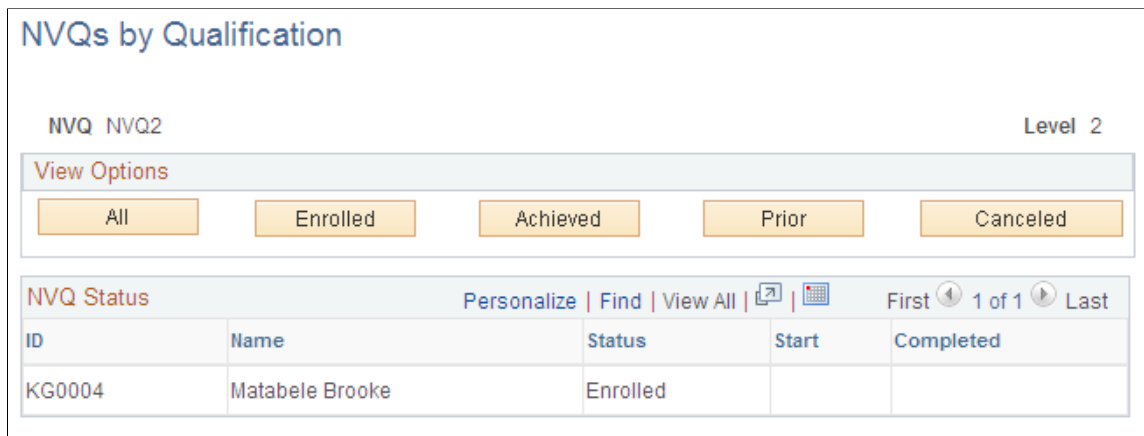 NVQs by Qualification
NVQ NVQ2 Level 2
View Options
All Enrolled Achieved Prior Canceled
NVQ Status Personalize | Find | View All | | First 1 of 1 Last
ID Name Status Start Completed
KG0004 Matabele Brooke Enrolled